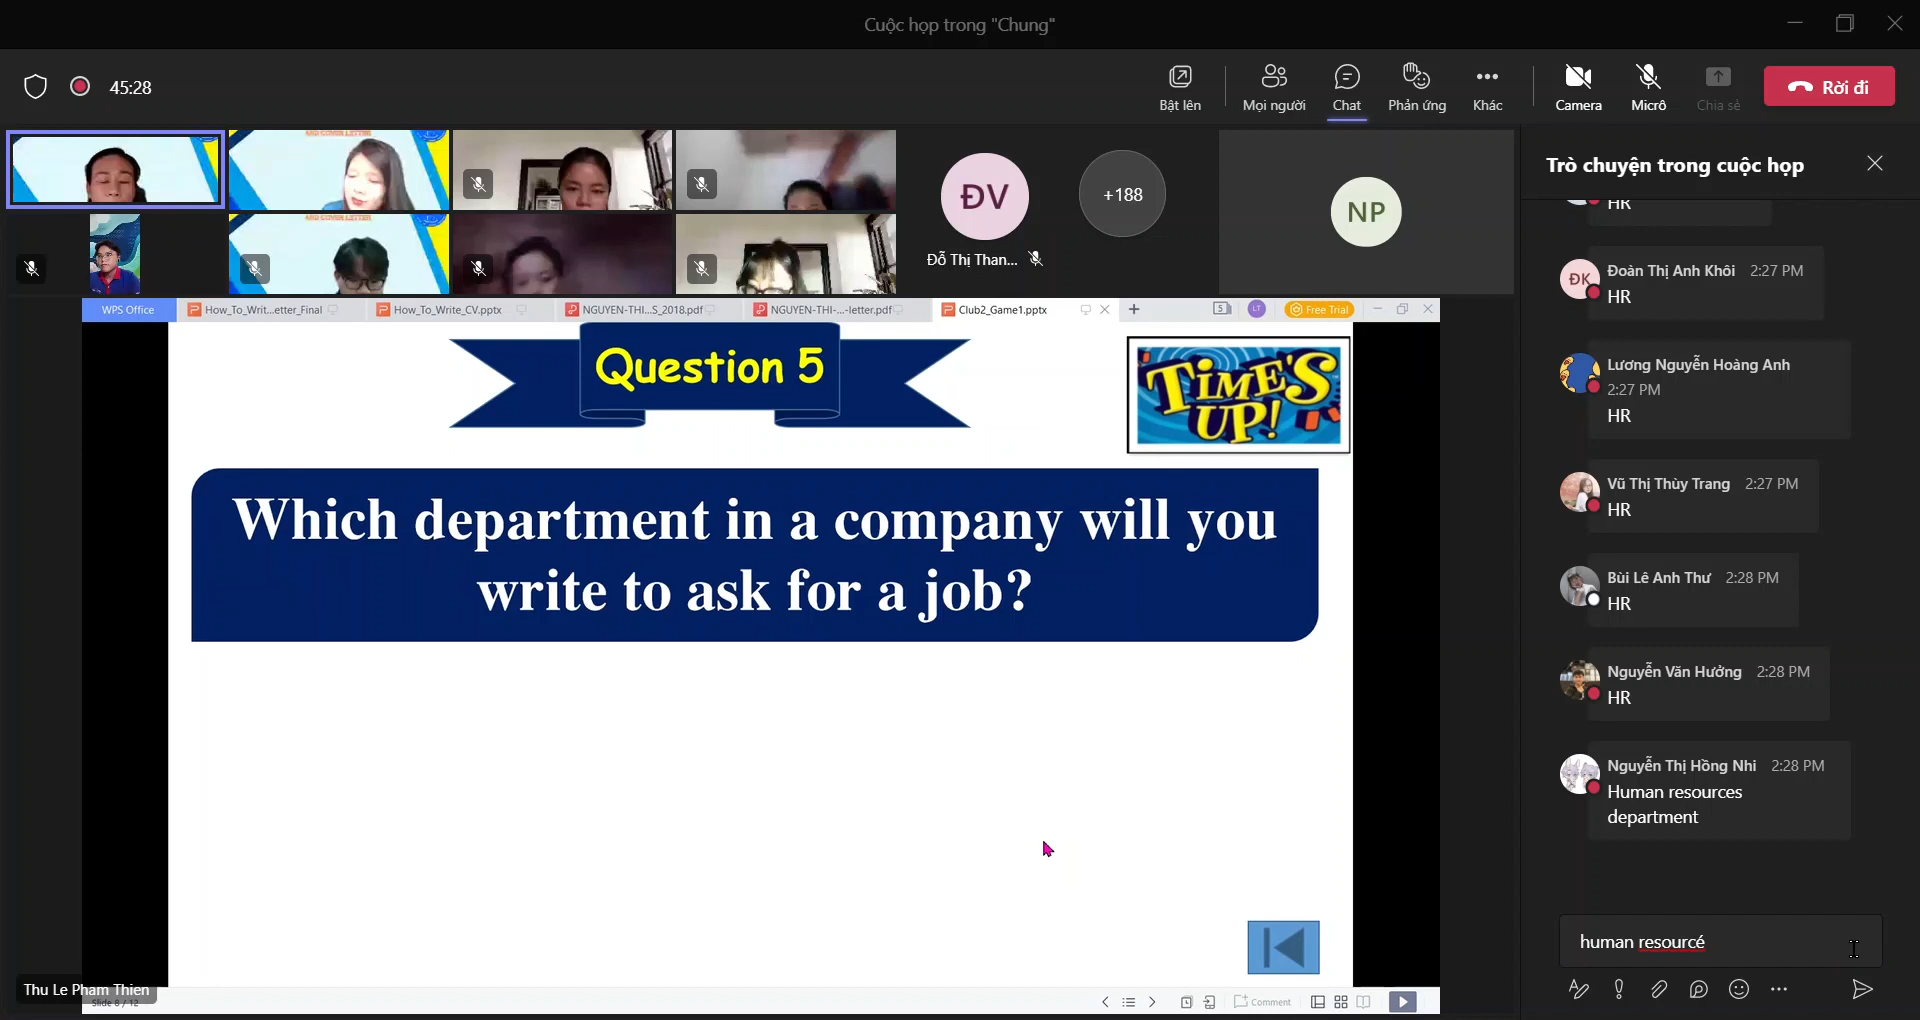 Cuộc họp trong "Chung"
45:28
Bật lên
Mọi người
Chat
Phản ứng
Khác
Camera
Micrô
Chia sẻ
Rời đi
ĐV
Đỗ Thị Than...
+188
NP
WPS Office
How_To_Writ...etter_Final
How_To_Write_CV.pptx
NGUYEN-THI...S_2018.pdf
NGUYEN-THI-...-letter.pdf
Club2_Game1.pptx
5
LT
Free Trial
Question 5
TIME'S
UP!
Which department in a company will you
write to ask for a job?
Thu Le Pham Thien
Slide 8 / 12
Comment
Trò chuyện trong cuộc họp
HR
ĐK
Đoàn Thị Anh Khôi 2:27 PM
HR
Lương Nguyễn Hoàng Anh
2:27 PM
HR
Vũ Thị Thùy Trang 2:27 PM
HR
Bùi Lê Anh Thư 2:28 PM
HR
Nguyễn Văn Hưởng 2:28 PM
HR
Nguyễn Thị Hồng Nhi 2:28 PM
Human resources
department
human resourcé